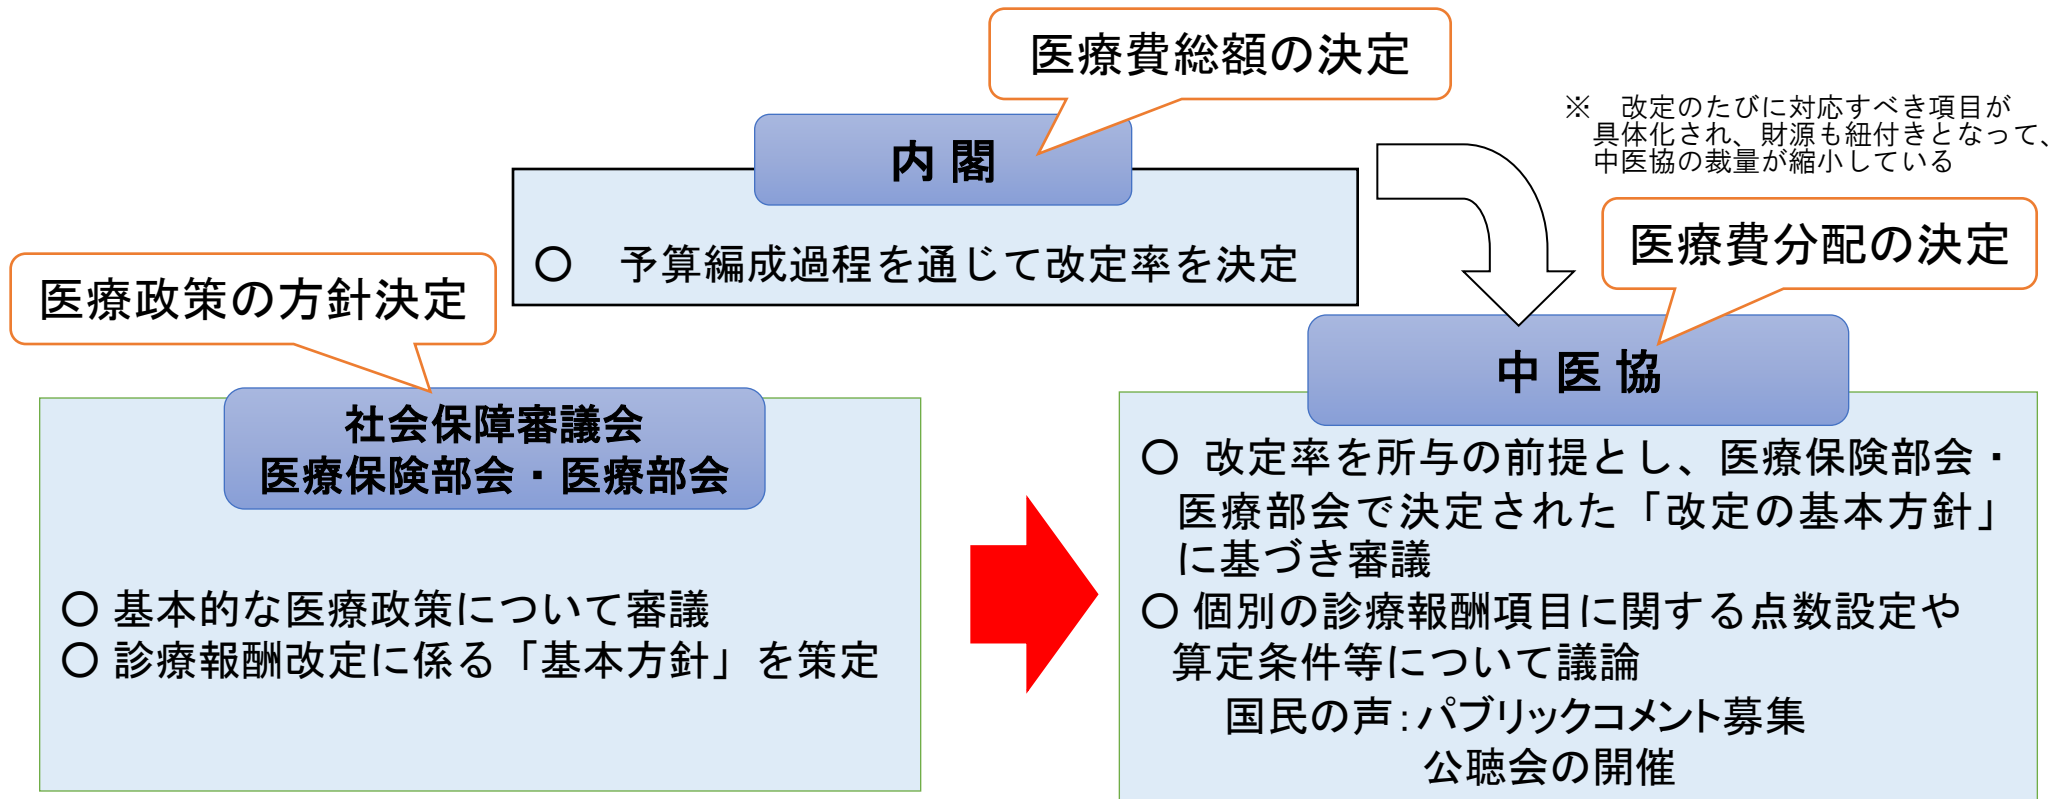 医療費総額の決定
内 閣
○　予算編成過程を通じて改定率を決定
※　改定のたびに対応すべき項目が
具体化され、財源も紐付きとなって、
中医協の裁量が縮小している
医療政策の方針決定
社会保障審議会
医療保険部会・医療部会
○ 基本的な医療政策について審議
○ 診療報酬改定に係る「基本方針」を策定
医療費分配の決定
中 医 協
○ 改定率を所与の前提とし、医療保険部会・
医療部会で決定された「改定の基本方針」
に基づき審議
○ 個別の診療報酬項目に関する点数設定や
算定条件等について議論
国民の声：パブリックコメント募集
公聴会の開催